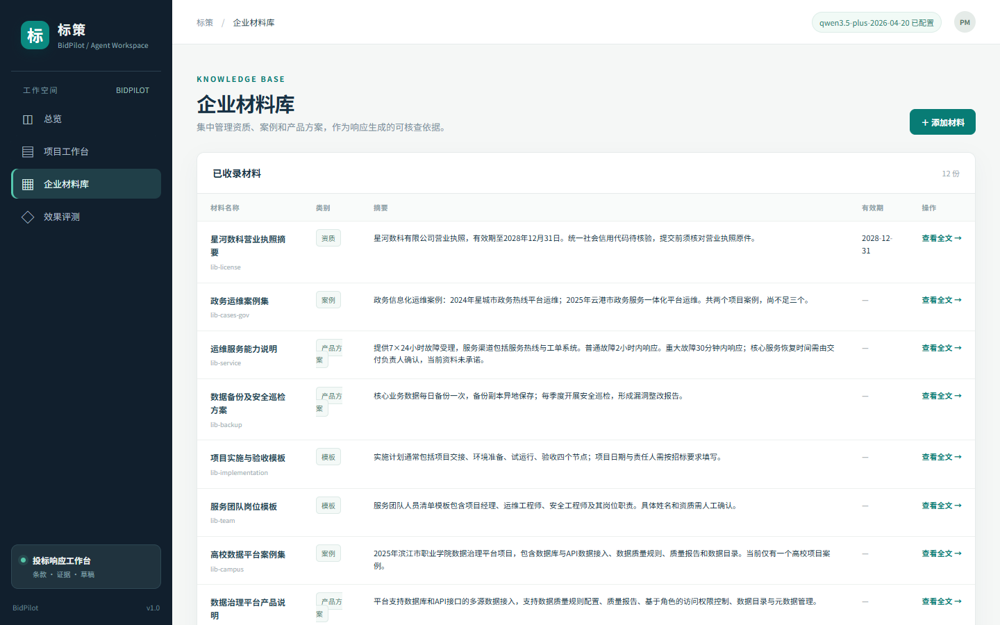 标
标策
BidPilot / Agent Workspace
工作空间 BIDPILOT
总览
项目工作台
企业材料库
效果评测
投标响应工作台
条款 · 证据 · 草稿
BidPilot v1.0
标策 / 企业材料库
qwen3.5-plus-2026-04-20 已配置
PM
KNOWLEDGE BASE
企业材料库
集中管理资质、案例和产品方案，作为响应生成的可核查依据。
+ 添加材料
已收录材料
12 份
材料名称 类别 摘要 有效期 操作
星河数科营业执照摘
要
lib-license
资质
星河数科有限公司营业执照，有效期至2028年12月31日。统一社会信用代码待核验，提交前须核对营业执照原件。
2028-12-
31
查看全文 →
政务运维案例集
lib-cases-gov
案例
政务信息化运维案例：2024年星城市政务热线平台运维；2025年云港市政务服务一体化平台运维。共两个项目案例，尚不足三个。
—
查看全文 →
运维服务能力说明
lib-service
产品方
案
提供7×24小时故障受理，服务渠道包括服务热线与工单系统。普通故障2小时内响应。重大故障30分钟内响应；核心服务恢复时间需由交
付负责人确认，当前资料未承诺。
—
查看全文 →
数据备份及安全巡检
方案
lib-backup
产品方
案
核心业务数据每日备份一次，备份副本异地保存；每季度开展安全巡检，形成漏洞整改报告。
—
查看全文 →
项目实施与验收模板
lib-implementation
模板
实施计划通常包括项目交接、环境准备、试运行、验收四个节点；项目日期与责任人需按招标要求填写。
—
查看全文 →
服务团队岗位模板
lib-team
模板
服务团队人员清单模板包含项目经理、运维工程师、安全工程师及其岗位职责。具体姓名和资质需人工确认。
—
查看全文 →
高校数据平台案例集
lib-campus
案例
2025年滨江市职业学院数据治理平台项目，包含数据库与API数据接入、数据质量规则、质量报告和数据目录。当前仅有一个高校项目案
例。
—
查看全文 →
数据治理平台产品说
明
产品方
案
平台支持数据库和API接口的多源数据接入，支持数据质量规则配置、质量报告、基于角色的访问权限控制、数据目录与元数据管理。
—
查看全文 →